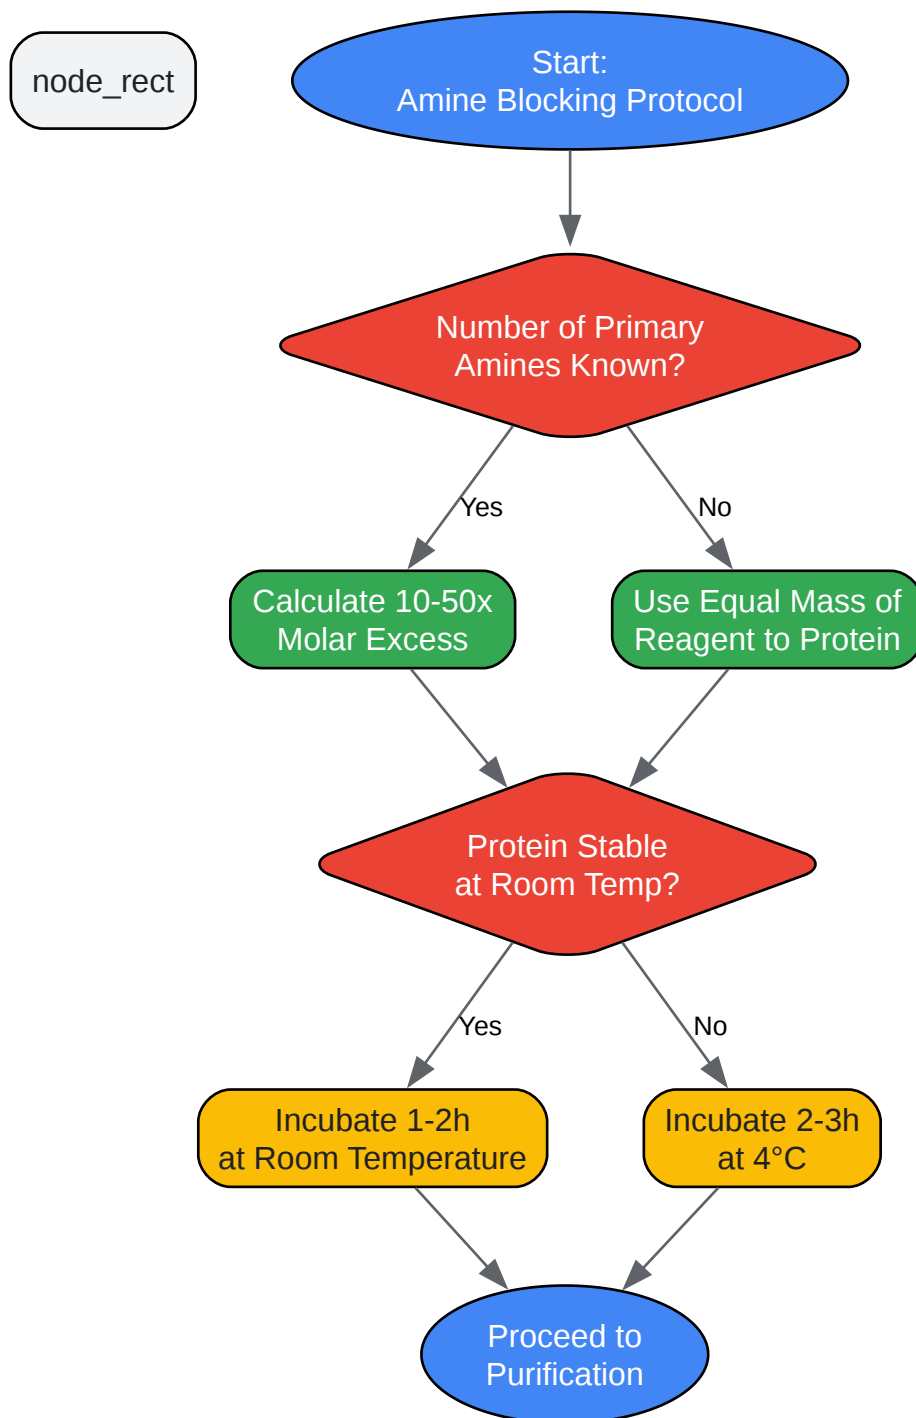 node_rect
Start:
Amine Blocking Protocol
Number of Primary
Amines Known?
Yes
No
Calculate 10-50x
Molar Excess
Use Equal Mass of
Reagent to Protein
Protein Stable
at Room Temp?
Yes
No
Incubate 1-2h
at Room Temperature
Incubate 2-3h
at 4°C
Proceed to
Purification